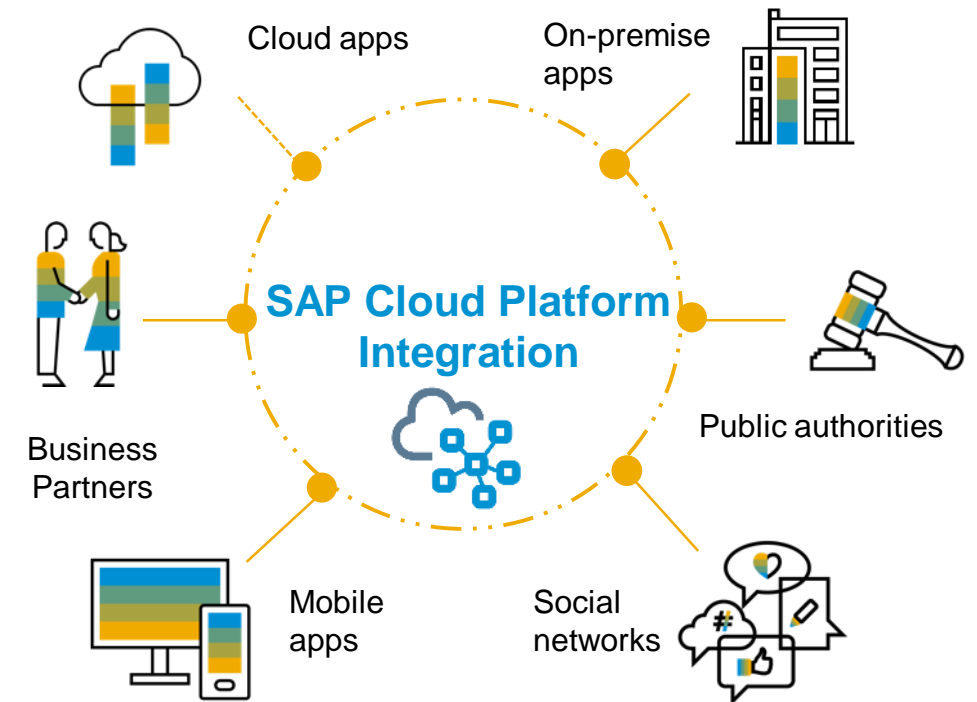 Cloud apps
On-premise
apps
SAP Cloud Platform
Integration
Business
Partners
Public authorities
Mobile
apps
Social
networks
#